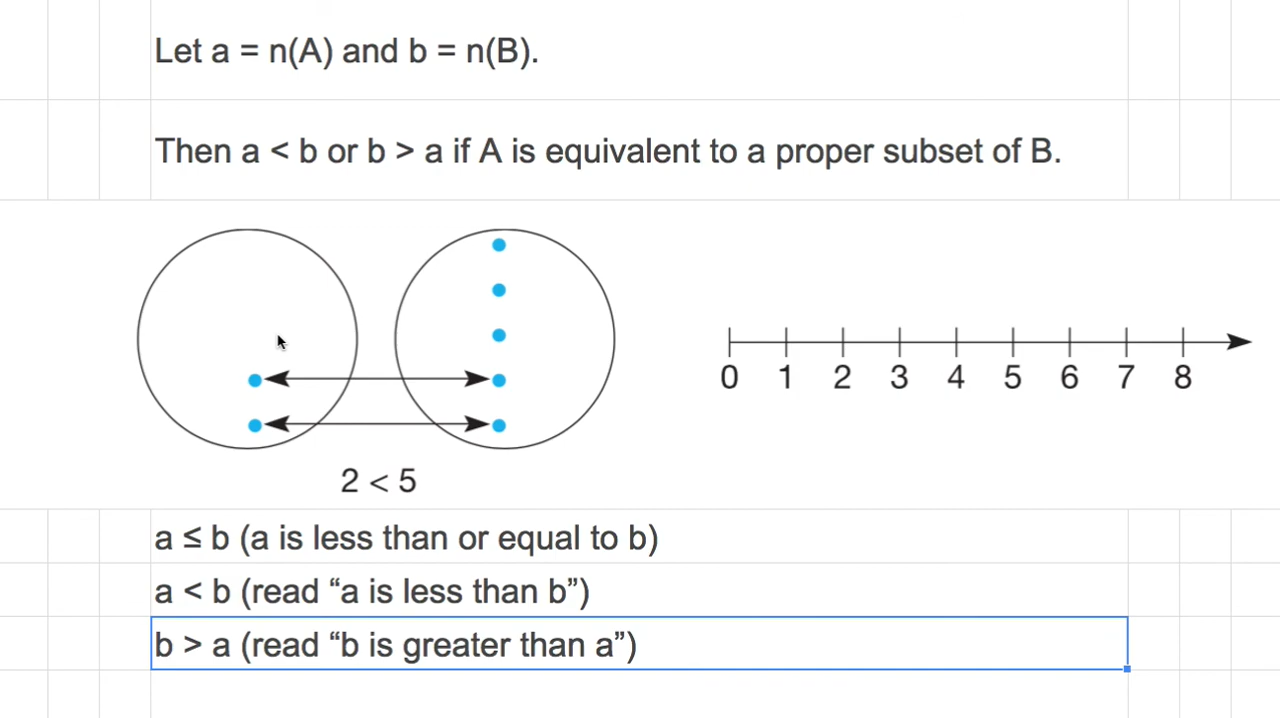 Let a = n(A) and b = n(B).
Then a < b or b > a if A is equivalent to a proper subset of B.
0 1 2 3 4 5 6 7 8
2 < 5
a ≤ b (a is less than or equal to b)
a < b (read “a is less than b”)
b > a (read “b is greater than a”)